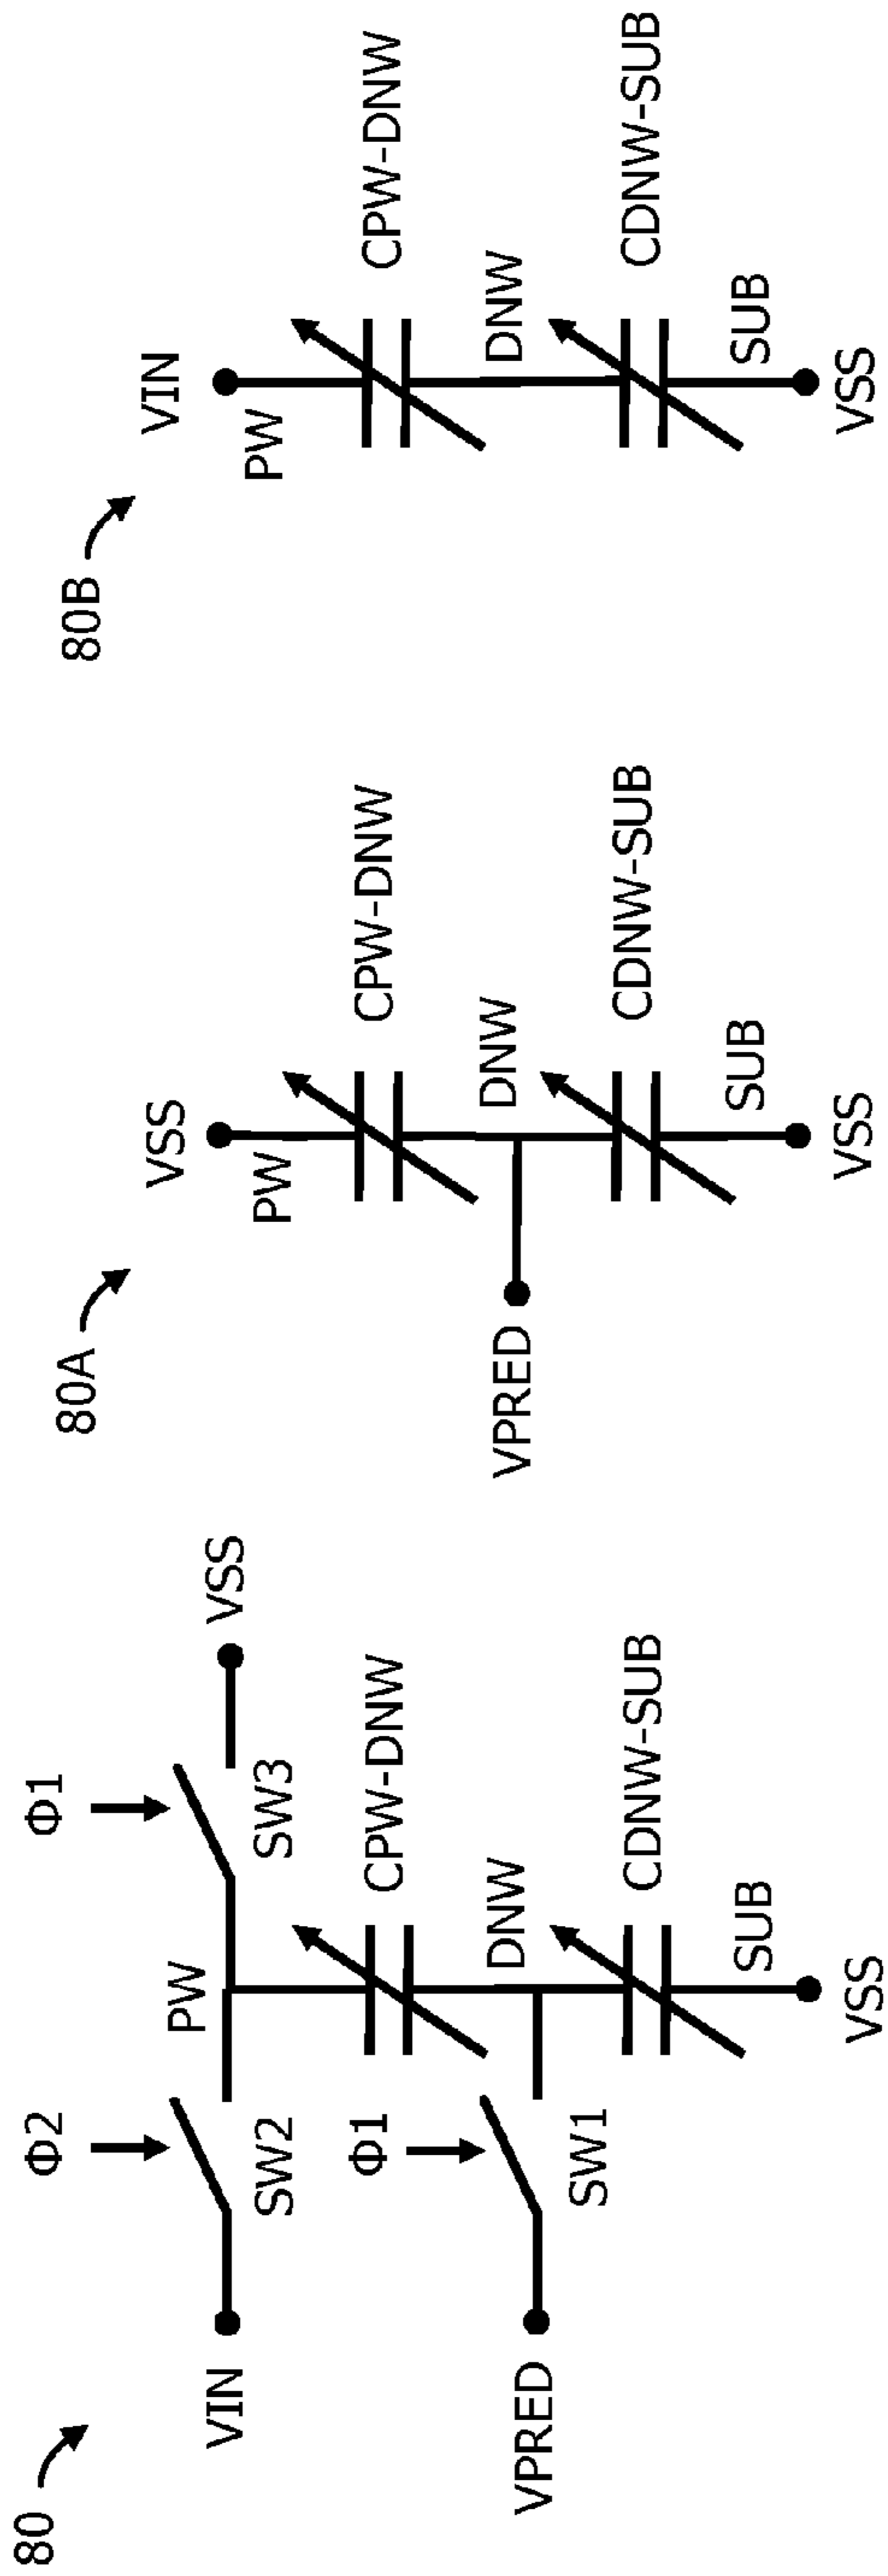 80
VIN
Φ2
SW2
PW
Φ1
SW3
VSS
CPW-DNW
VPRED
Φ1
SW1
DNW
CDNW-SUB
SUB
VSS
80A
VSS
PW
CPW-DNW
VPRED
DNW
CDNW-SUB
SUB
VSS
80B
VIN
PW
CPW-DNW
DNW
CDNW-SUB
SUB
VSS